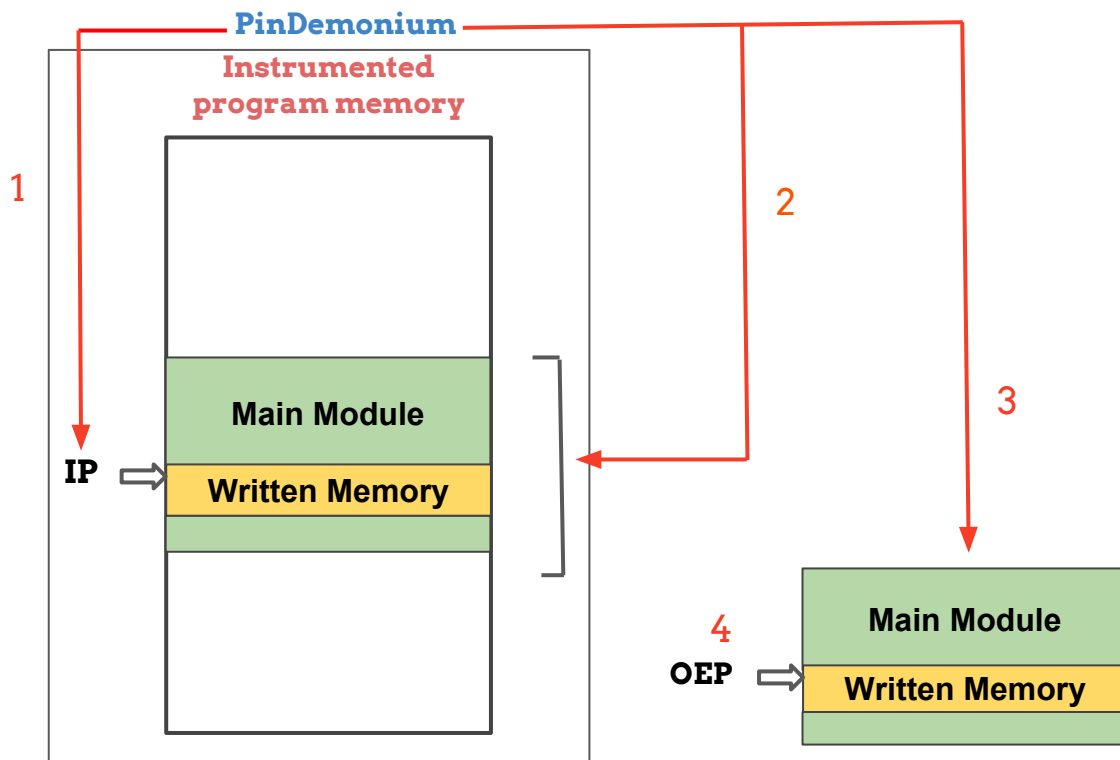 PinDemonium
Instrumented
program memory
1
2
3
Main Module
IP
Written Memory
4
OEP
Main Module
Written Memory